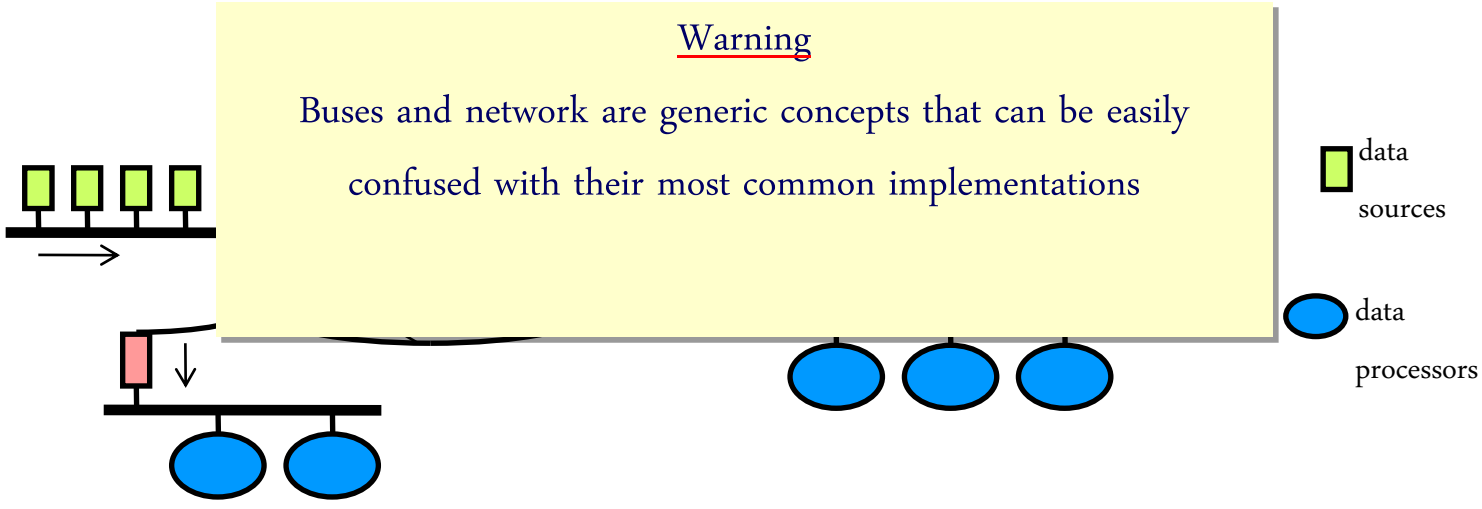 Warning
Buses and network are generic concepts that can be easily
confused with their most common implementations
data
sources
data
processors